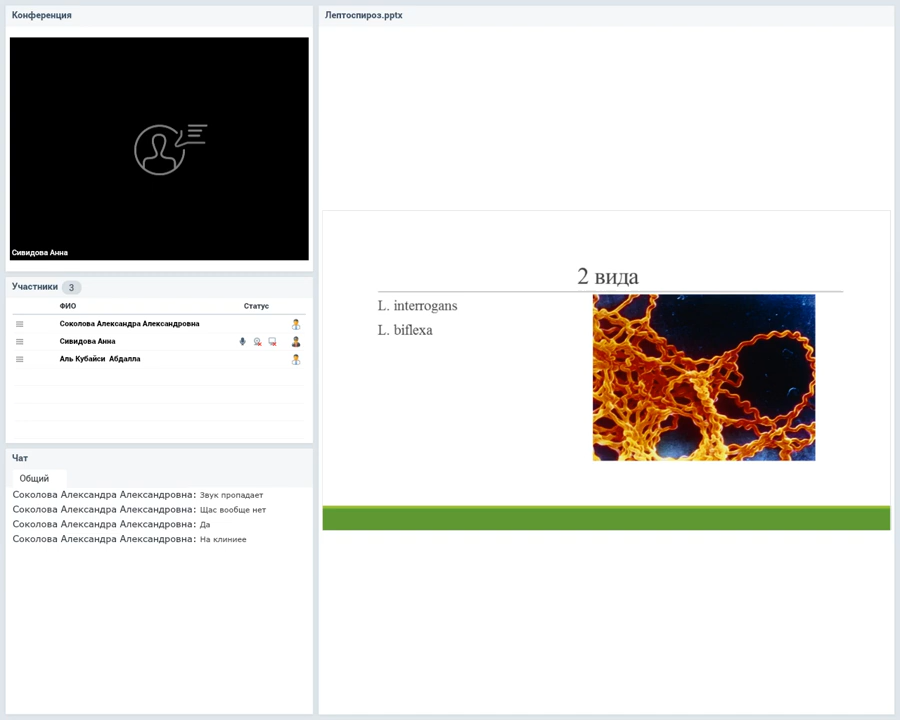 Конференция
Сивидова Анна
Участники 3
ФИО Статус
Соколова Александра Александровна
Сивидова Анна
Аль Кубайси Абдалла
Чат
Общий
Соколова Александра Александровна: Звук пропадает
Соколова Александра Александровна: Щас вообще нет
Соколова Александра Александровна: Да
Соколова Александра Александровна: На клиниее
Лептоспироз.pptx
2 вида
L. interrogans
L. biflexa